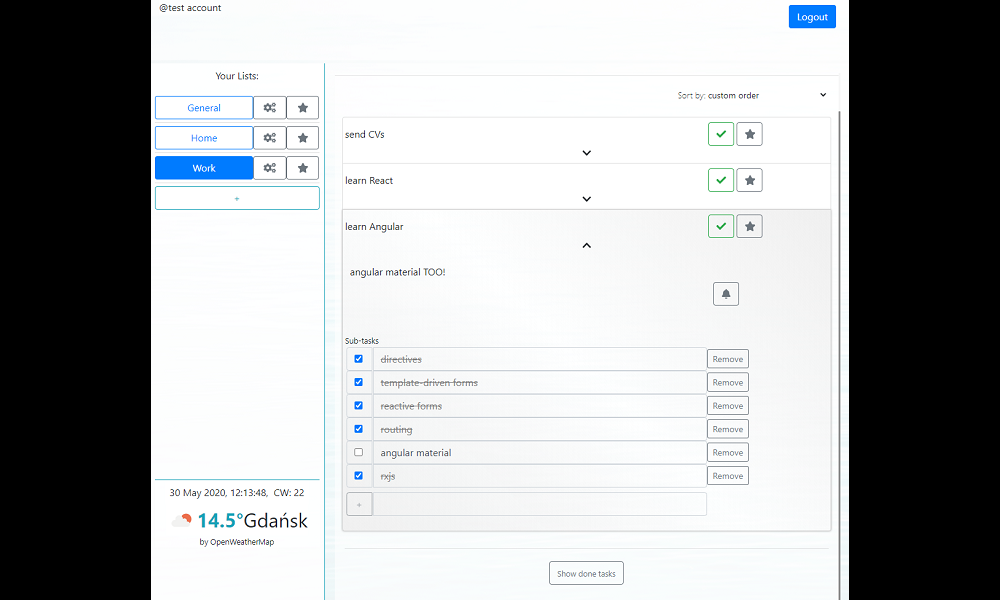 @test account
Logout
Your Lists:
General
Home
Work
+
30 May 2020, 12:13:48, CW: 22
14.5°Gdańsk
by OpenWeatherMap
Sort by: custom order
send CVs
learn React
learn Angular
angular material TOO!
Sub-tasks
directives Remove
template-driven forms Remove
reactive forms Remove
routing Remove
angular material Remove
rxjs Remove
+
Show done tasks